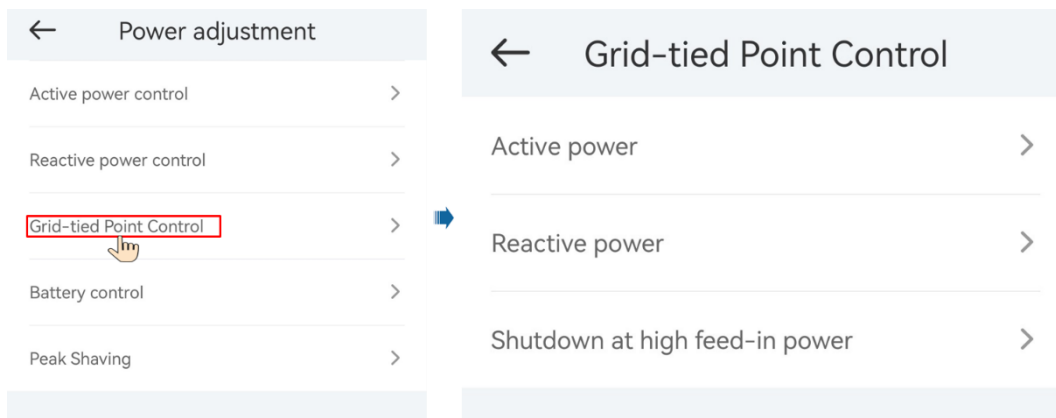 Power adjustment
Active power control
Reactive power control
Grid-tied Point Control
Battery control
Peak Shaving
Grid-tied Point Control
Active power
Reactive power
Shutdown at high feed-in power